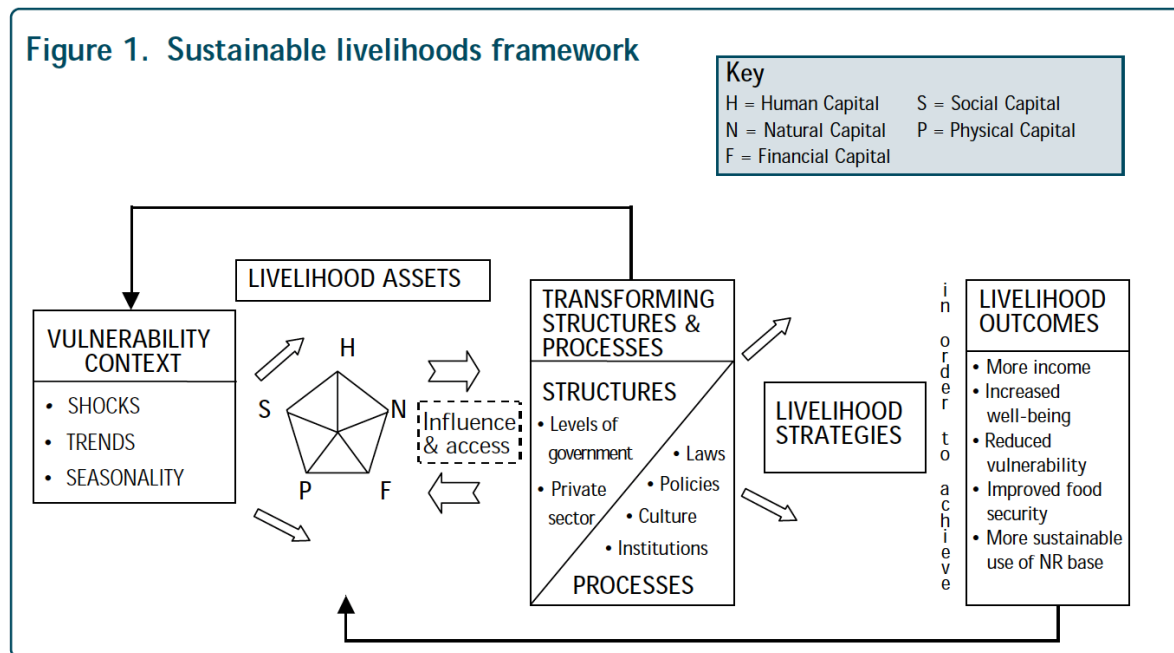 Figure 1. Sustainable livelihoods framework
Key
H = Human Capital
S = Social Capital
N = Natural Capital
P = Physical Capital
F = Financial Capital
LIVELIHOOD ASSETS
VULNERABILITY
CONTEXT
• SHOCKS
• TRENDS
• SEASONALITY
H
S
N
P
F
Influence
& access
TRANSFORMING
STRUCTURES &
PROCESSES
STRUCTURES
• Levels of
government
• Private
sector
• Laws
• Policies
• Culture
• Institutions
PROCESSES
LIVELIHOOD
STRATEGIES
in order to achieve
LIVELIHOOD
OUTCOMES
• More income
• Increased
well-being
• Reduced
vulnerability
• Improved food
security
• More sustainable
use of NR base